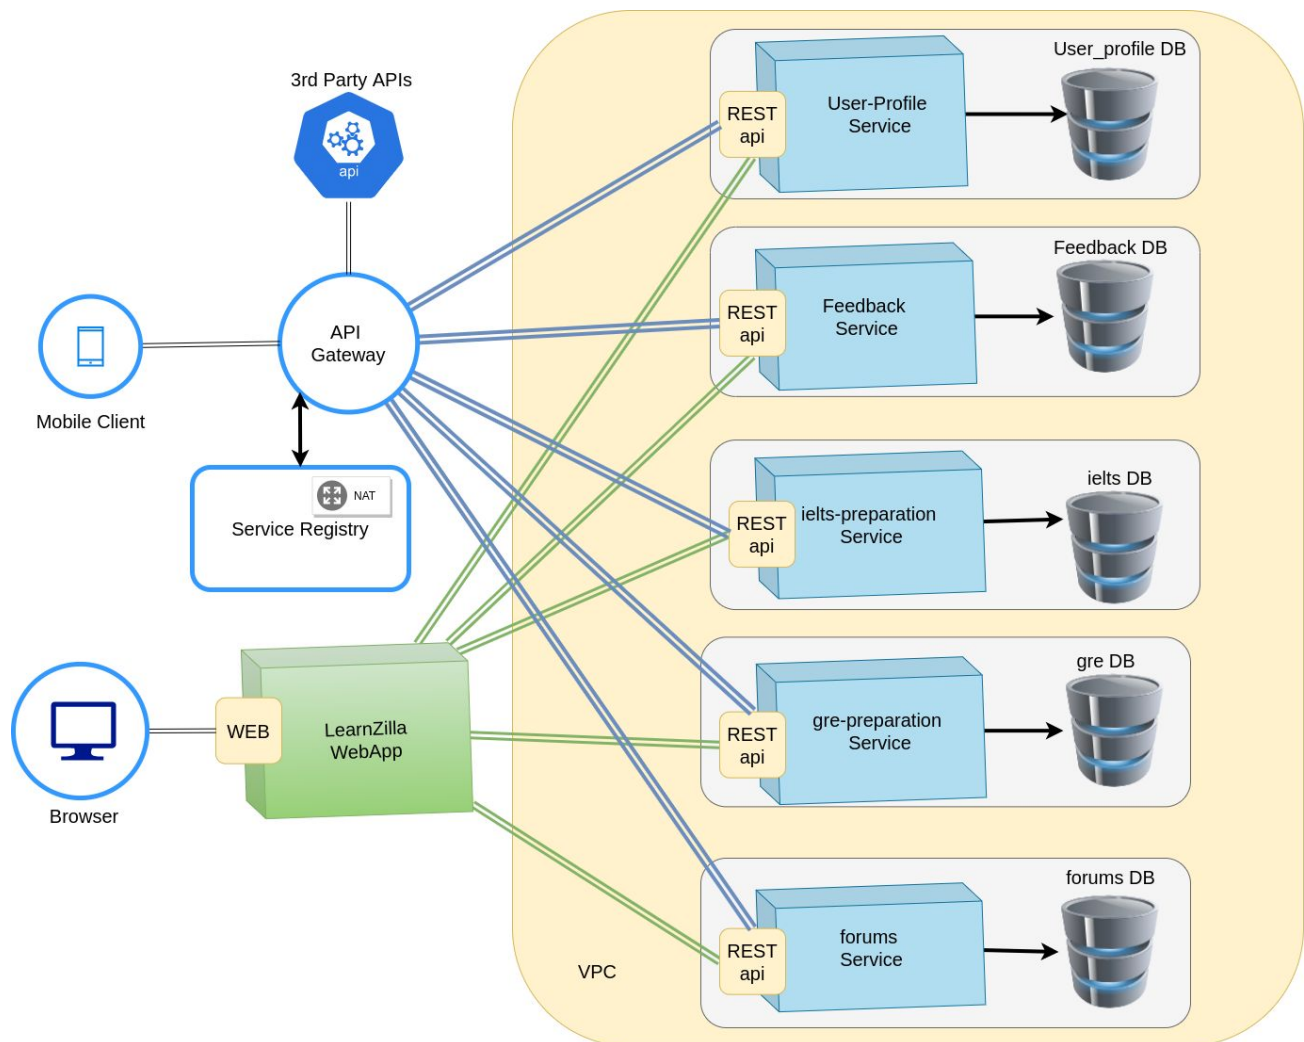 3rd Party APIs
api
API
Gateway
Mobile Client
NAT
Service Registry
WEB
LearnZilla
WebApp
Browser
VPC
User_profile DB
REST
api
User-Profile
Service
Feedback DB
REST
api
Feedback
Service
ielts DB
REST
api
ielts-preparation
Service
gre DB
REST
api
gre-preparation
Service
forums DB
REST
api
forums
Service